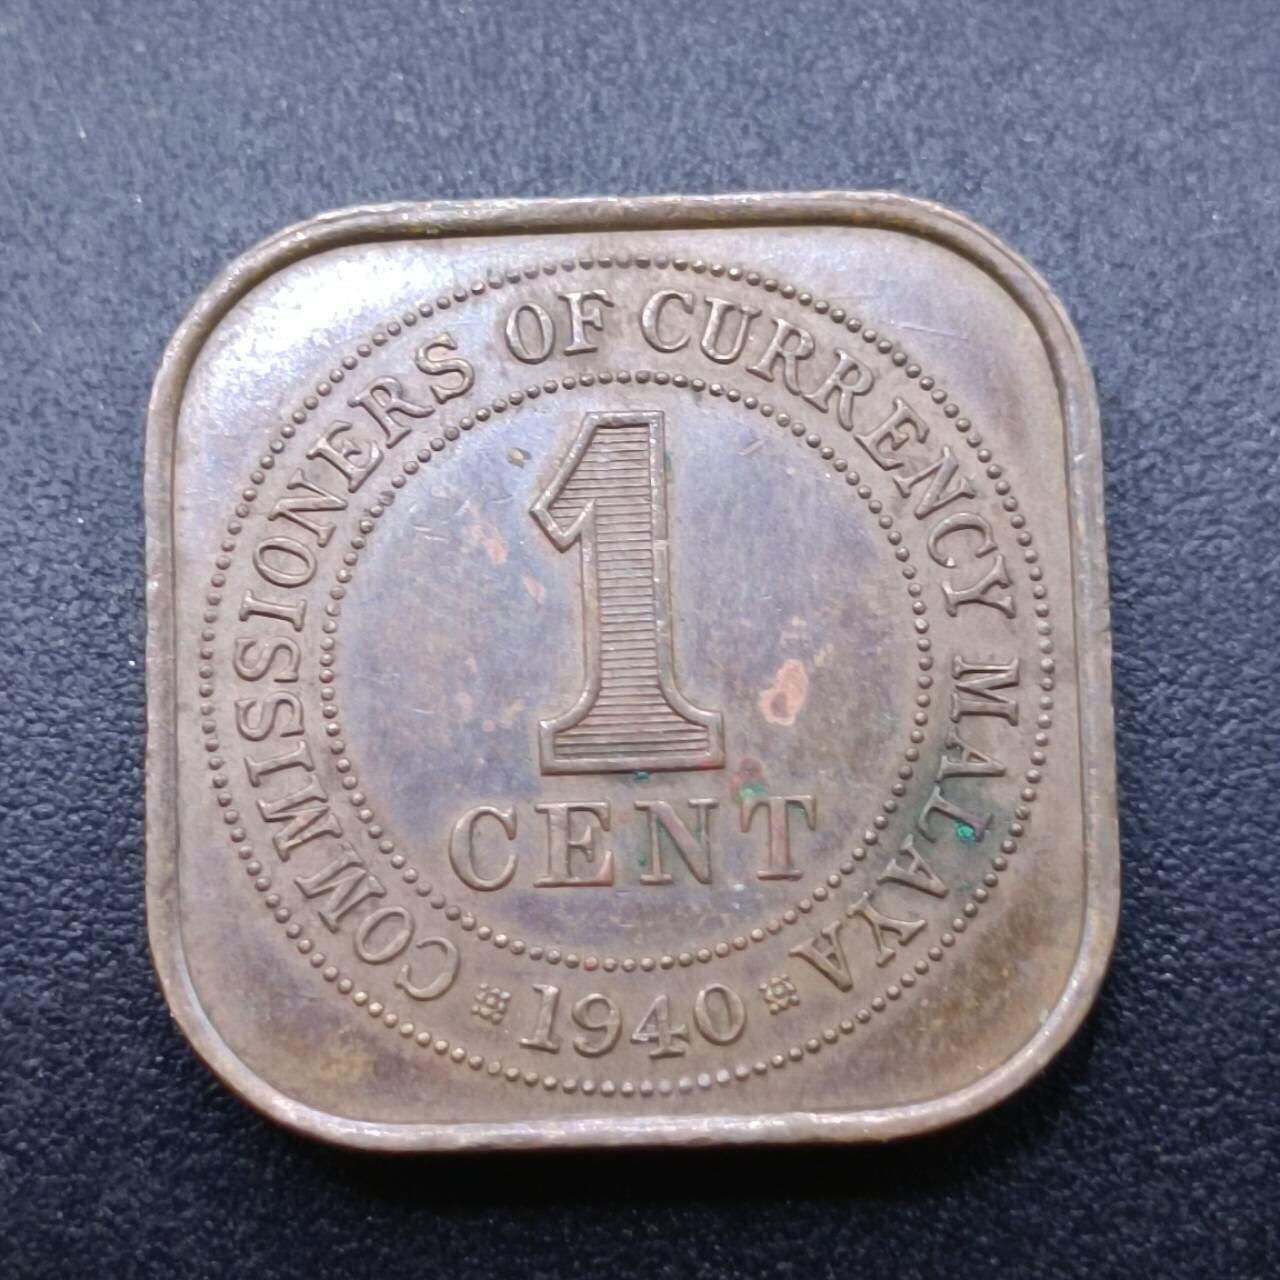 COMMISSIONERS OF CURRENCY MALAYA
1
CENT
1940